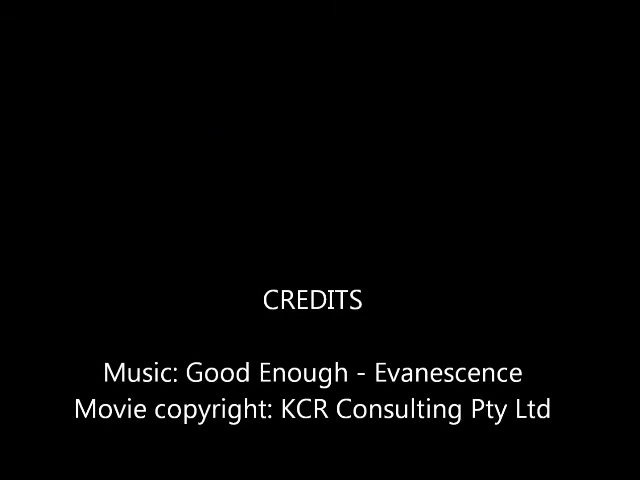 CREDITS
Music: Good Enough - Evanescence
Movie copyright: KCR Consulting Pty Ltd